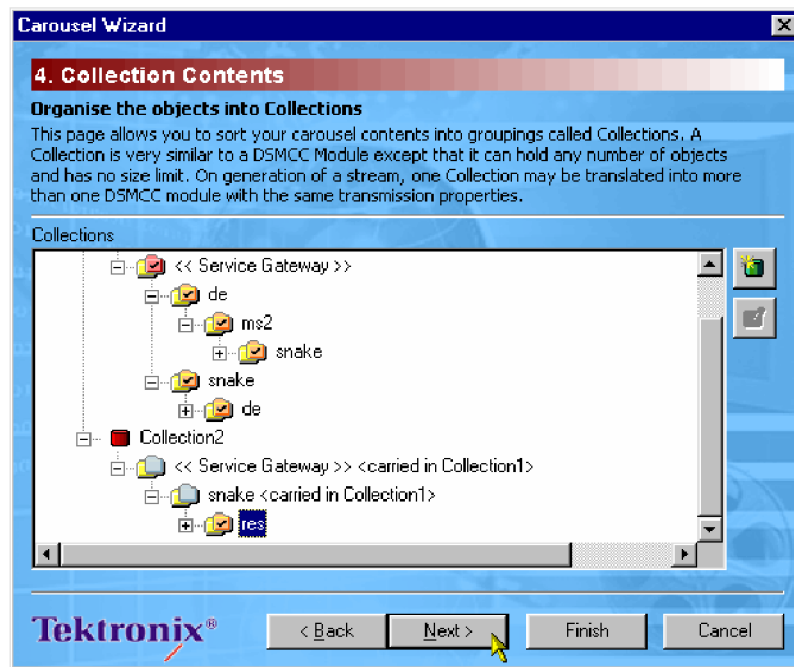 Carousel Wizard
4. Collection Contents
Organise the objects into Collections
This page allows you to sort your carousel contents into groupings called Collections. A
Collection is very similar to a DSMCC Module except that it can hold any number of objects
and has no size limit. On generation of a stream, one Collection may be translated into more
than one DSMCC module with the same transmission properties.
Collections
<< Service Gateway >>
de
ms2
snake
snake
de
Collection2
<< Service Gateway >> <carried in Collection1>
snake <carried in Collection1>
res
Tektronix®
< Back
Next >
Finish
Cancel